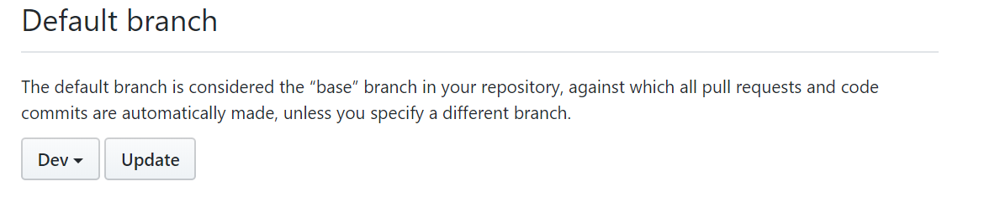 Default branch
The default branch is considered the “base” branch in your repository, against which all pull requests and code
commits are automatically made, unless you specify a different branch.
Dev Update